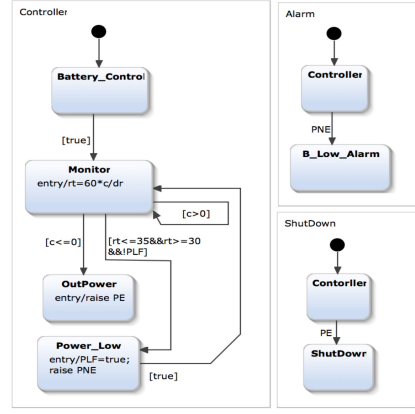 Controller
Battery_Control
[true]
Monitor
entry/rt=60*c/dr
[c>0]
[c<=0]
[rt<=35&&rt>=30
&&!PLF]
OutPower
entry/raise PE
Power_Low
entry/PLF=true;
raise PNE
[true]
Alarm
Controller
PNE
B_Low_Alarm
ShutDown
Contorller
PE
ShutDown